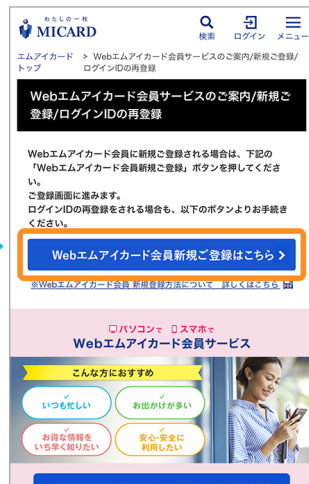 わたしの一枚
MICARD
検索 ログイン メニュー
エムアイカード > Webエムアイカード会員サービスのご案内/新規ご登録/
トップ ログインIDの再登録
Webエムアイカード会員サービスのご案内/新規ご
登録/ログインIDの再登録
Webエムアイカード会員に新規ご登録される場合は、下記の
「Webエムアイカード会員新規ご登録」ボタンを押してくださ
い。
ご登録画面に進みます。
ログインIDの再登録をされる場合も、以下のボタンよりお手続き
ください。
Webエムアイカード会員新規ご登録はこちら
※Webエムアイカード会員 新規登録方法について 詳しくはこちら
パソコンで スマホで
Webエムアイカード会員サービス
こんな方におすすめ
いつも忙しい
お出かけが多い
お得な情報を
いち早く知りたい
安心・安全に
利用したい